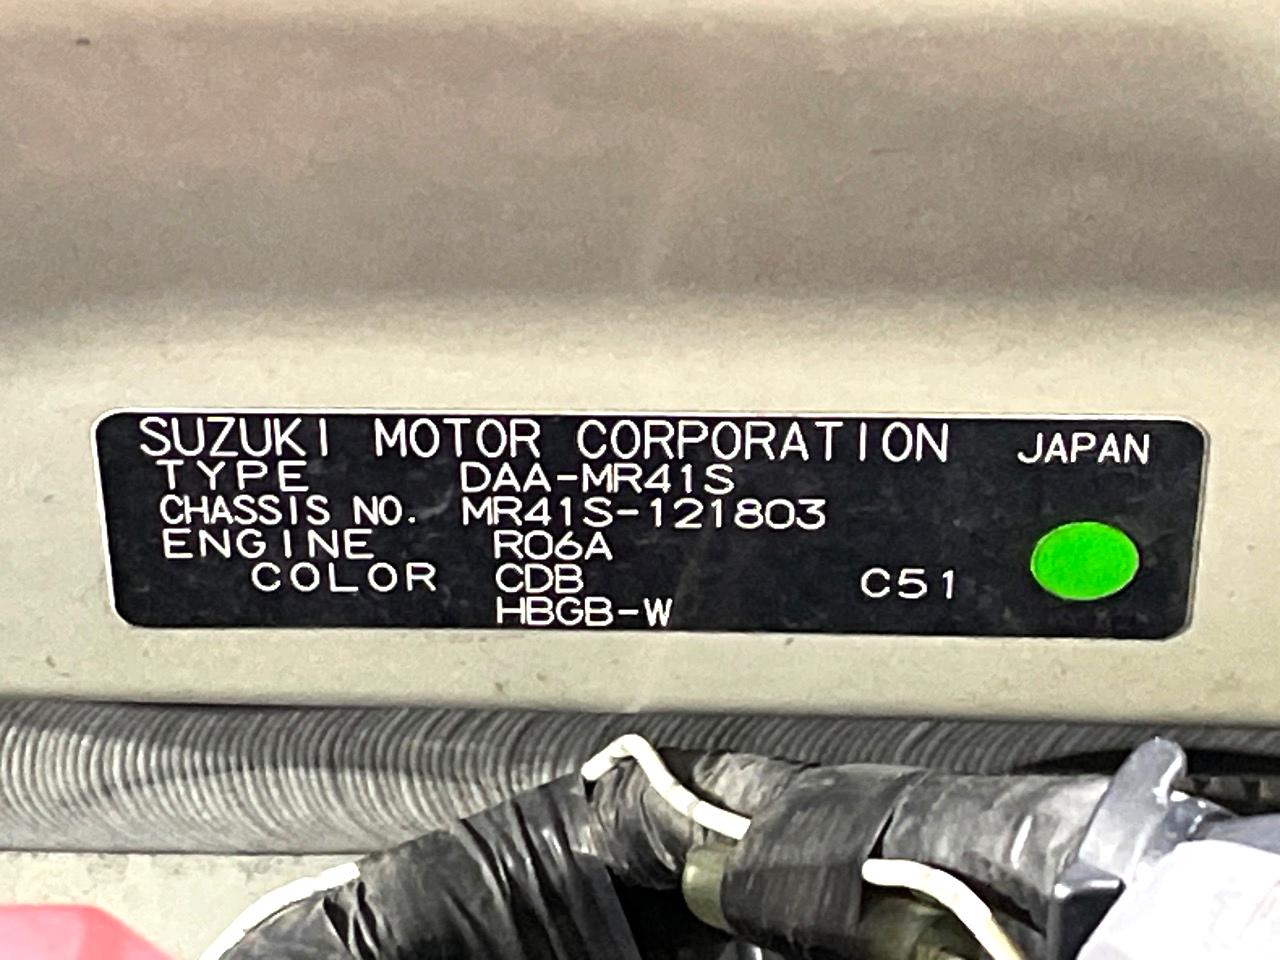 SUZUKI MOTOR CORPORATION JAPAN
TYPE DAA-MR41S
CHASSIS NO. MR41S-121803
ENGINE R06A
COLOR CDB C51
HBGB-W